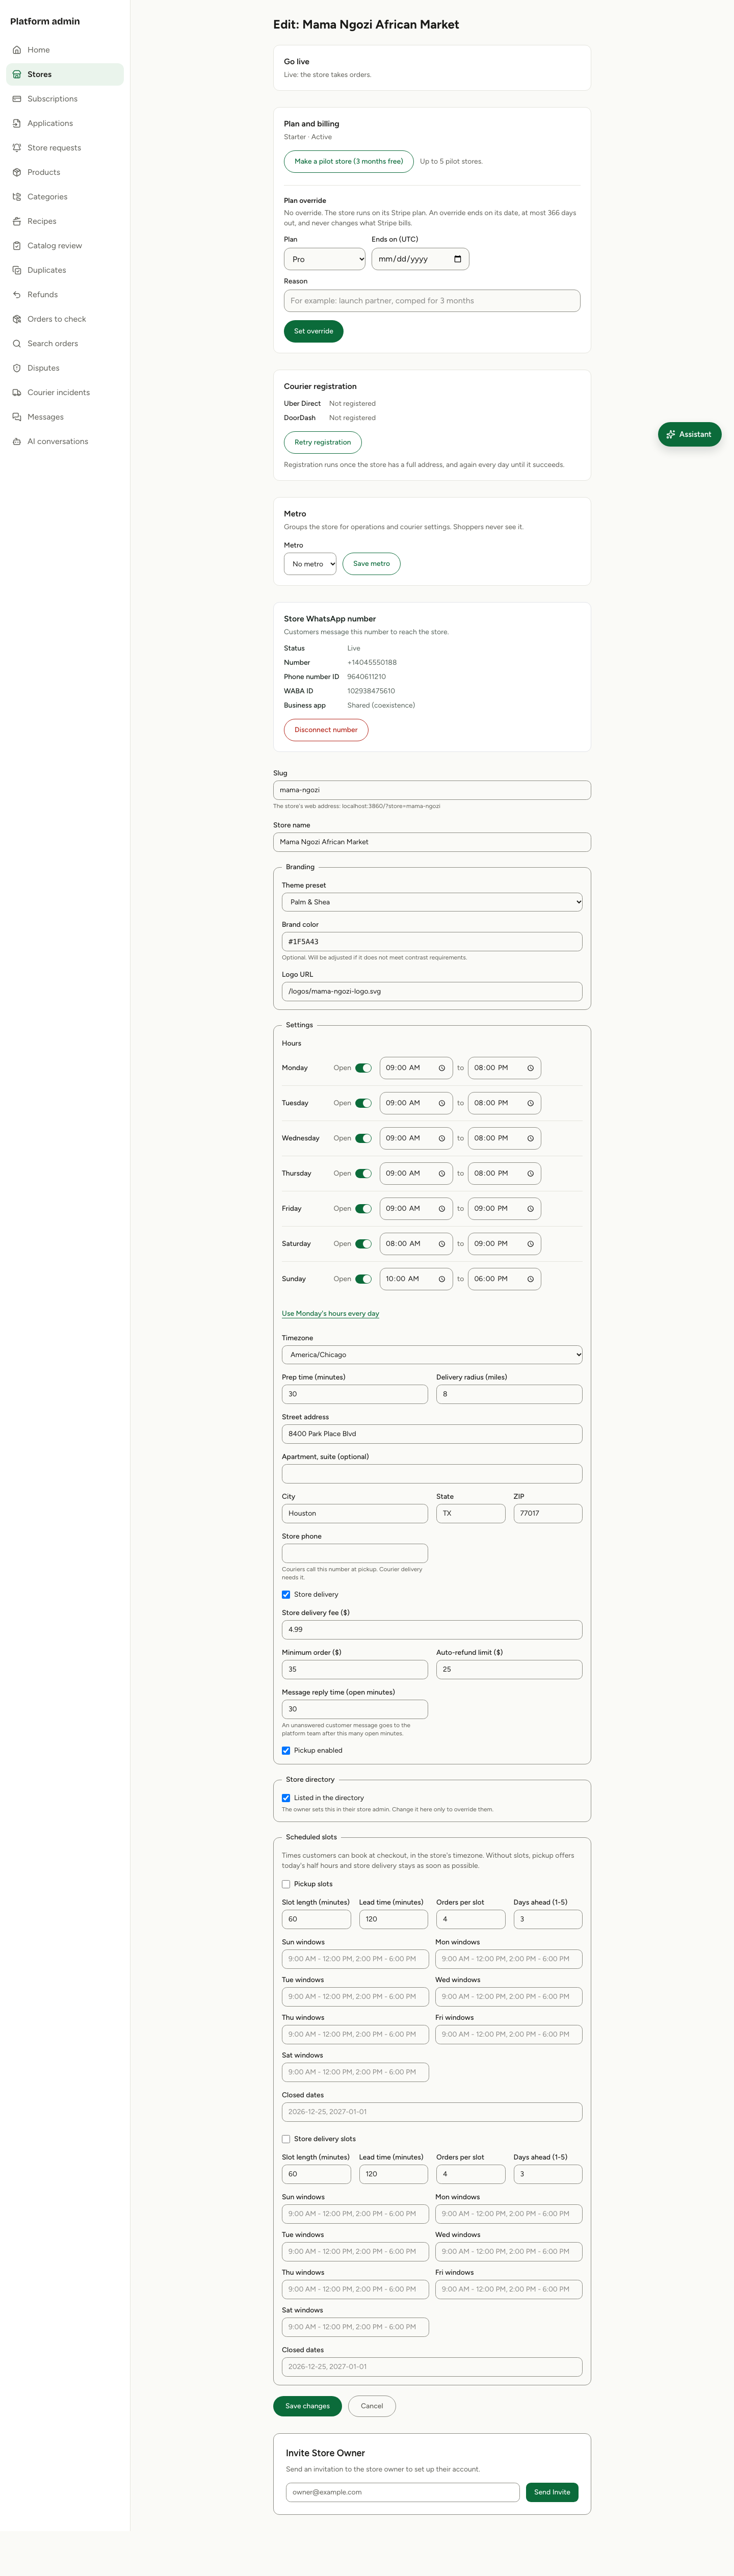 Platform admin
Home
Stores
Subscriptions
Applications
Store requests
Products
Categories
Recipes
Catalog review
Duplicates
Refunds
Orders to check
Search orders
Disputes
Courier incidents
Messages
AI conversations
Edit: Mama Ngozi African Market
Go live
Live: the store takes orders.
Plan and billing
Starter · Active
Make a pilot store (3 months free) Up to 5 pilot stores.
Plan override
No override. The store runs on its Stripe plan. An override ends on its date, at most 366 days
out, and never changes what Stripe bills.
Plan Ends on (UTC)
Pro mm/dd/yyyy
Reason
For example: launch partner, comped for 3 months
Set override
Courier registration
Uber Direct Not registered
DoorDash Not registered
Retry registration
Registration runs once the store has a full address, and again every day until it succeeds.
Assistant
Metro
Groups the store for operations and courier settings. Shoppers never see it.
Metro
No metro Save metro
Store WhatsApp number
Customers message this number to reach the store.
Status Live
Number +14045550188
Phone number ID 9640611210
WABA ID 102938475610
Business app Shared (coexistence)
Disconnect number
Slug
mama-ngozi
The store's web address: localhost:3860/?store=mama-ngozi
Store name
Mama Ngozi African Market
Branding
Theme preset
Palm & Shea
Brand color
#1F5A43
Optional. Will be adjusted if it does not meet contrast requirements.
Logo URL
/logos/mama-ngozi-logo.svg
Settings
Hours
Monday Open 09:00 AM to 08:00 PM
Tuesday Open 09:00 AM to 08:00 PM
Wednesday Open 09:00 AM to 08:00 PM
Thursday Open 09:00 AM to 08:00 PM
Friday Open 09:00 AM to 09:00 PM
Saturday Open 08:00 AM to 09:00 PM
Sunday Open 10:00 AM to 06:00 PM
Use Monday's hours every day
Timezone
America/Chicago
Prep time (minutes) Delivery radius (miles)
30 8
Street address
8400 Park Place Blvd
Apartment, suite (optional)
City State ZIP
Houston TX 77017
Store phone
Couriers call this number at pickup. Courier delivery
needs it.
Store delivery
Store delivery fee ($)
4.99
Minimum order ($) Auto-refund limit ($)
35 25
Message reply time (open minutes)
30
An unanswered customer message goes to the
platform team after this many open minutes.
Pickup enabled
Store directory
Listed in the directory
The owner sets this in their store admin. Change it here only to override them.
Scheduled slots
Times customers can book at checkout, in the store's timezone. Without slots, pickup offers
today's half hours and store delivery stays as soon as possible.
Pickup slots
Slot length (minutes) Lead time (minutes) Orders per slot Days ahead (1-5)
60 120 4 3
Sun windows Mon windows
9:00 AM - 12:00 PM, 2:00 PM - 6:00 PM 9:00 AM - 12:00 PM, 2:00 PM - 6:00 PM
Tue windows Wed windows
9:00 AM - 12:00 PM, 2:00 PM - 6:00 PM 9:00 AM - 12:00 PM, 2:00 PM - 6:00 PM
Thu windows Fri windows
9:00 AM - 12:00 PM, 2:00 PM - 6:00 PM 9:00 AM - 12:00 PM, 2:00 PM - 6:00 PM
Sat windows
9:00 AM - 12:00 PM, 2:00 PM - 6:00 PM
Closed dates
2026-12-25, 2027-01-01
Store delivery slots
Slot length (minutes) Lead time (minutes) Orders per slot Days ahead (1-5)
60 120 4 3
Sun windows Mon windows
9:00 AM - 12:00 PM, 2:00 PM - 6:00 PM 9:00 AM - 12:00 PM, 2:00 PM - 6:00 PM
Tue windows Wed windows
9:00 AM - 12:00 PM, 2:00 PM - 6:00 PM 9:00 AM - 12:00 PM, 2:00 PM - 6:00 PM
Thu windows Fri windows
9:00 AM - 12:00 PM, 2:00 PM - 6:00 PM 9:00 AM - 12:00 PM, 2:00 PM - 6:00 PM
Sat windows
9:00 AM - 12:00 PM, 2:00 PM - 6:00 PM
Closed dates
2026-12-25, 2027-01-01
Save changes Cancel
Invite Store Owner
Send an invitation to the store owner to set up their account.
owner@example.com Send Invite